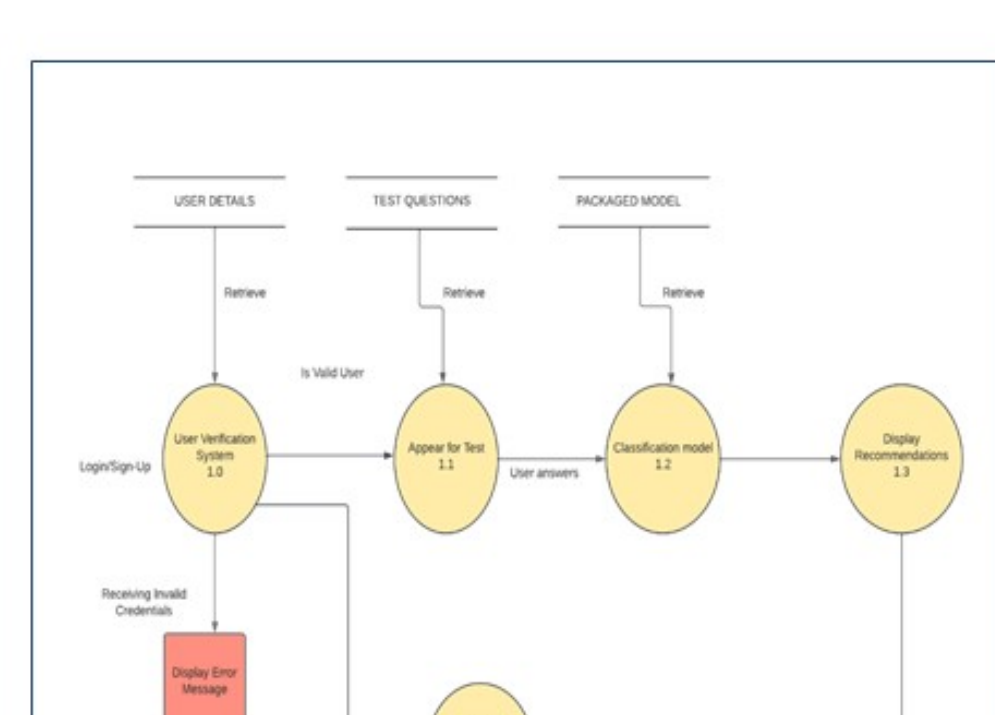 USER DETAILS
TEST QUESTIONS
PACKAGED MODEL
Retrieve
Retrieve
Retrieve
Is Valid User
User Verification
System
1.0
Appear for Test
1.1
Classification model
1.2
Display
Recommendations
1.3
Login/Sign-Up
User answers
Receiving Invalid
Credentials
Display Error
Message